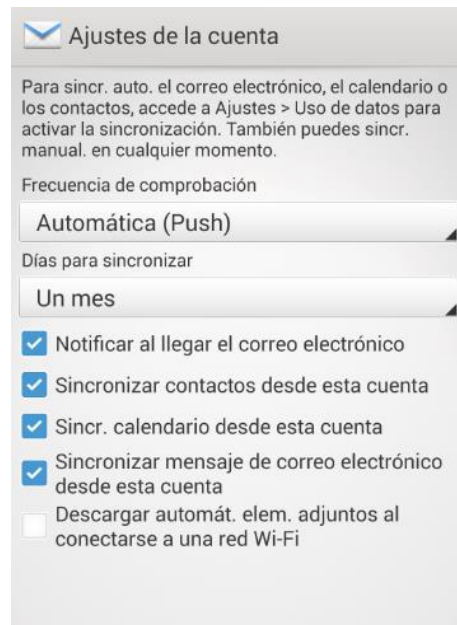 Ajustes de la cuenta
Para sincr. auto. el correo electrónico, el calendario o
los contactos, accede a Ajustes > Uso de datos para
activar la sincronización. También puedes sincr.
manual. en cualquier momento.
Frecuencia de comprobación
Automática (Push)
Días para sincronizar
Un mes
Notificar al llegar el correo electrónico
Sincronizar contactos desde esta cuenta
Sincr. calendario desde esta cuenta
Sincronizar mensaje de correo electrónico
desde esta cuenta
Descargar automát. elem. adjuntos al
conectarse a una red Wi-Fi